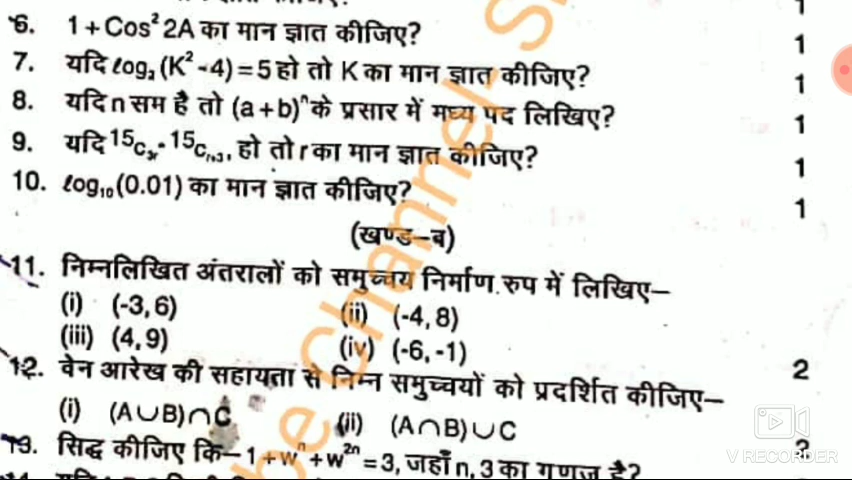 6. 1 + Cos² 2A का मान ज्ञात कीजिए? 1
7. यदि log₂ (K² - 4) = 5 हो तो K का मान ज्ञात कीजिए? 1
8. यदि n सम है तो (a + b)ⁿ के प्रसार में मध्य पद लिखिए? 1
9. यदि ¹⁵C₃ᵣ = ¹⁵Cᵣ₊₃, हो तो r का मान ज्ञात कीजिए? 1
10. log₁₀ (0.01) का मान ज्ञात कीजिए? 1
(खण्ड–ब)
11. निम्नलिखित अंतरालों को समुच्चय निर्माण रुप में लिखिए–
(i) (-3, 6) (ii) (-4, 8)
(iii) (4, 9) (iv) (-6, -1) 2
12. वेन आरेख की सहायता से निम्न समुच्चयों को प्रदर्शित कीजिए–
(i) (A∪B)∩C (ii) (A∩B)∪C 2
13. सिद्ध कीजिए कि– 1 + wⁿ + w²ⁿ = 3, जहाँ n, 3 का गुणज है?
be Channel-
V RECORDER